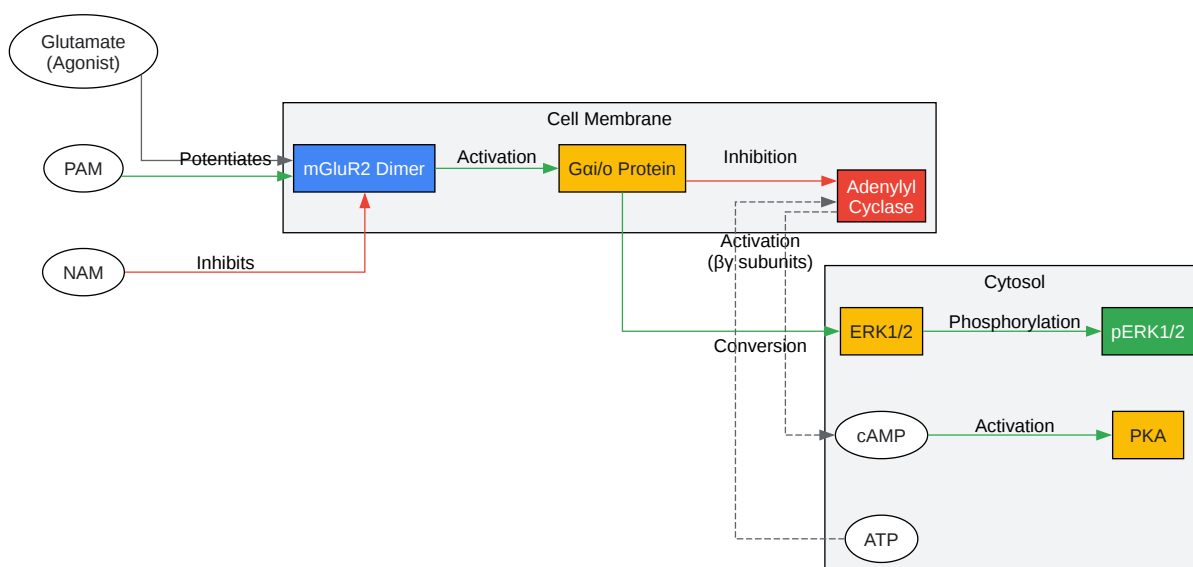 Glutamate
(Agonist)
Cell Membrane
PAM
Potentiates
mGluR2 Dimer
Activation
Gαi/o Protein
Inhibition
Adenylyl
Cyclase
NAM
Inhibits
Activation
(βγ subunits)
Cytosol
Conversion
ERK1/2
Phosphorylation
pERK1/2
cAMP
Activation
PKA
ATP